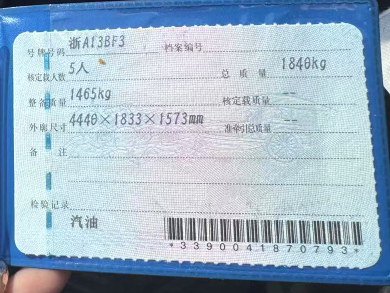 号牌号码 浙A13BF3 档案编号
核定载人数 5人 总质量 1840kg
整备质量 1465kg 核定载质量 --
外廓尺寸 4440×1833×1573mm 准牵引总质量 --
备注
检验记录
汽油
*3390041870793*